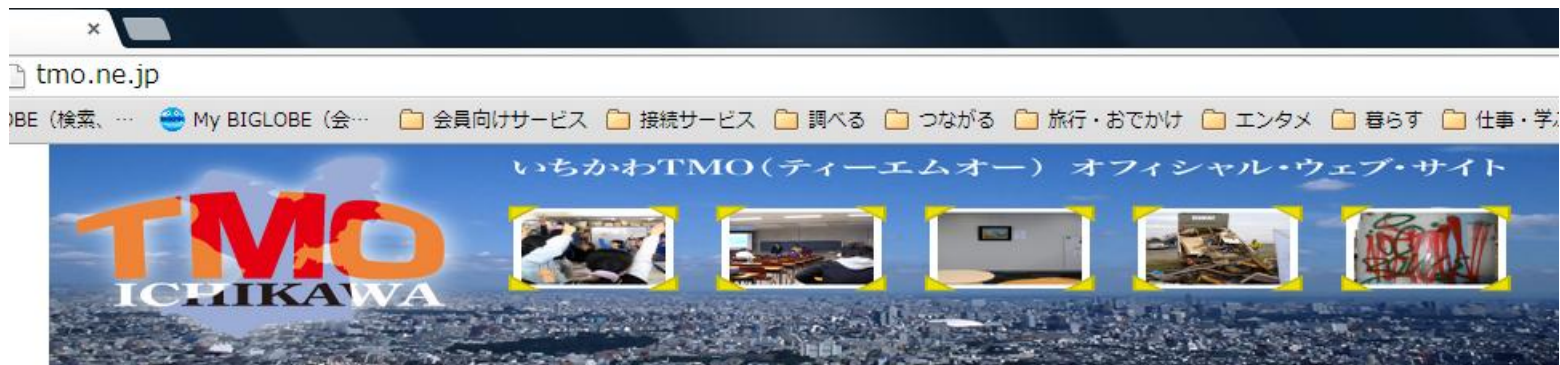 tmo.ne.jp
OBE（検索、… My BIGLOBE（会… 会員向けサービス 接続サービス 調べる つながる 旅行・おでかけ エンタメ 暮らす 仕事・学
いちかわTMO（ティーエムオー） オフィシャル・ウェブ・サイト
TMO
ICHIKAWA